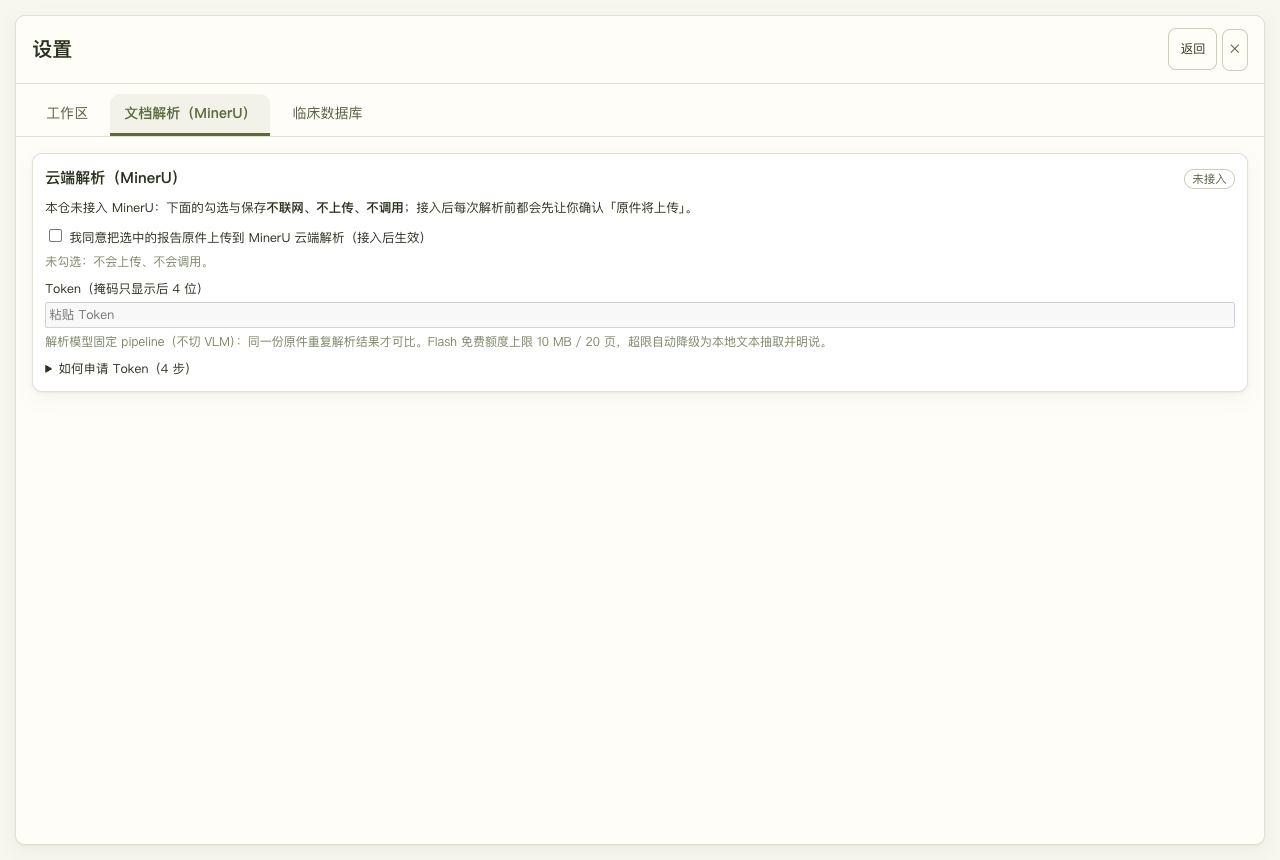 设置
返回
×
工作区
文档解析（MinerU）
临床数据库
云端解析（MinerU）
未接入
本仓未接入 MinerU：下面的勾选与保存不联网、不上传、不调用；接入后每次解析前都会先让你确认「原件将上传」。
我同意把选中的报告原件上传到 MinerU 云端解析（接入后生效）
未勾选：不会上传、不会调用。
Token（掩码只显示后 4 位）
粘贴 Token
解析模型固定 pipeline（不切 VLM）：同一份原件重复解析结果才可比。Flash 免费额度上限 10 MB / 20 页，超限自动降级为本地文本抽取并明说。
如何申请 Token（4 步）